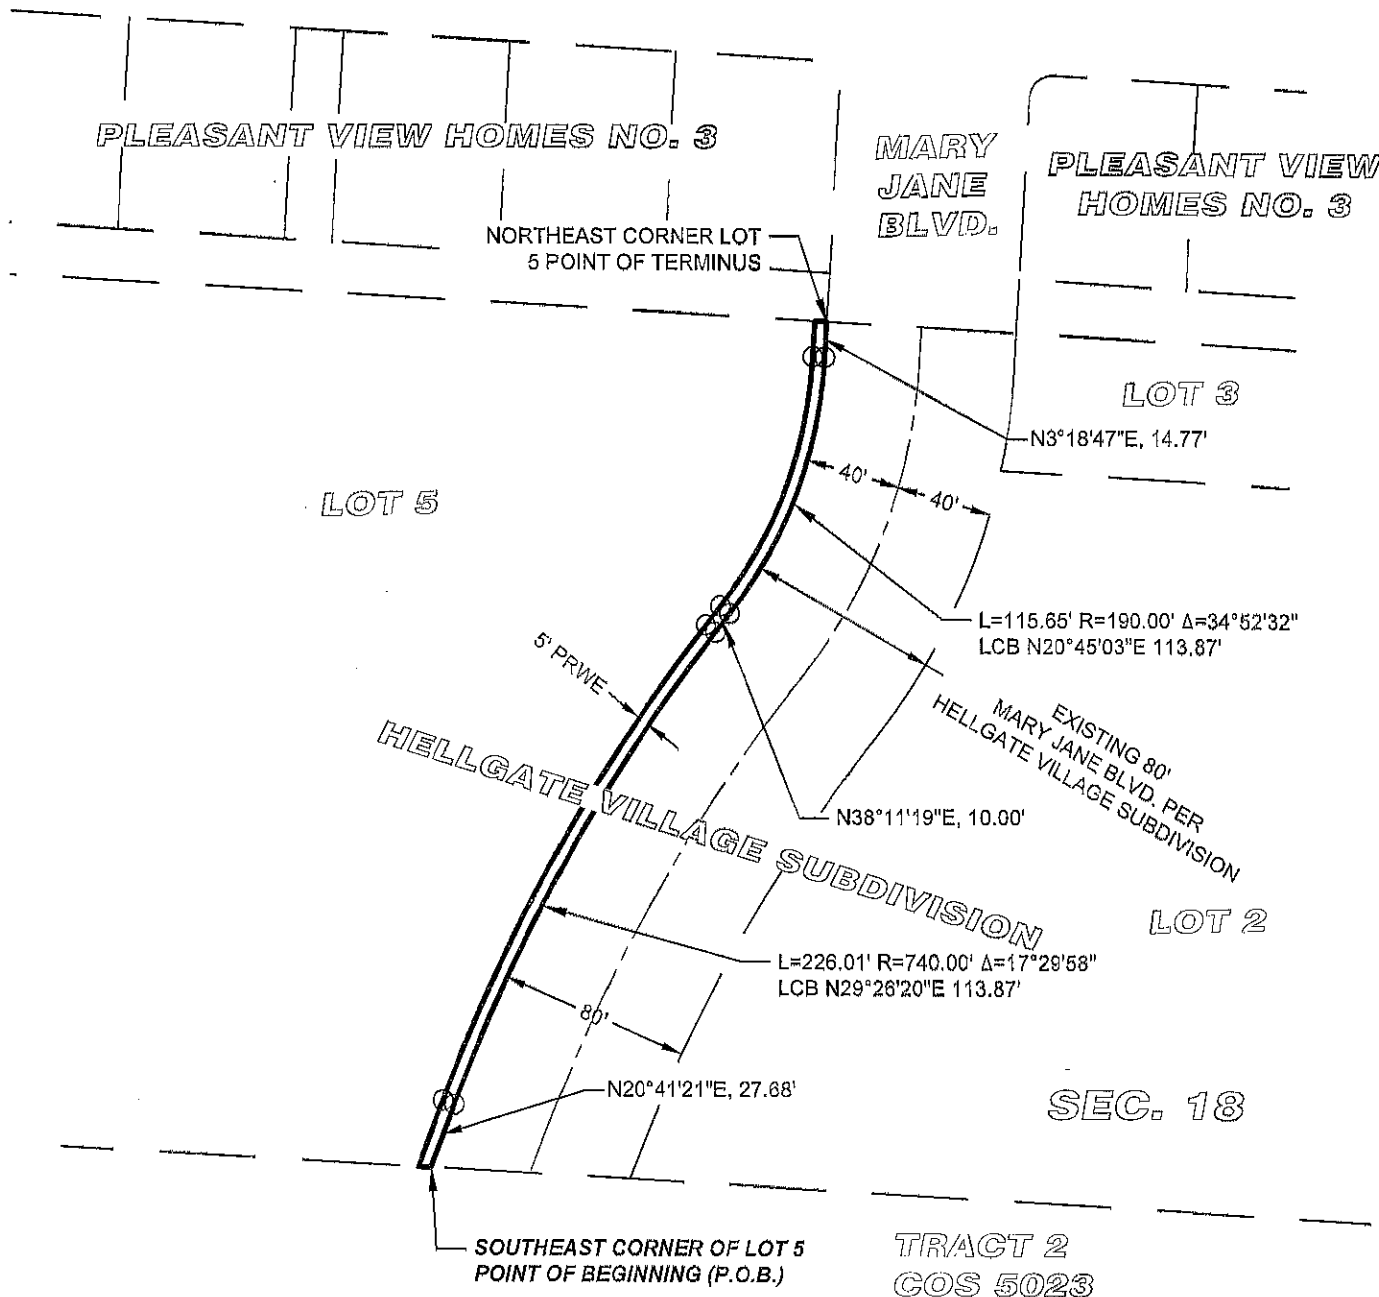 PLEASANT VIEW HOMES NO. 3
MARY
JANE
BLVD.
PLEASANT VIEW
HOMES NO. 3
NORTHEAST CORNER LOT
5 POINT OF TERMINUS
LOT 3
N3°18'47"E, 14.77'
40'
40'
LOT 5
L=115.65' R=190.00' Δ=34°52'32"
LCB N20°45'03"E 113.87'
5' PRWE
EXISTING 80'
MARY JANE BLVD. PER
HELLGATE VILLAGE SUBDIVISION
HELLGATE VILLAGE SUBDIVISION
N38°11'19"E, 10.00'
LOT 2
L=226.01' R=740.00' Δ=17°29'58"
LCB N29°26'20"E 113.87'
80'
N20°41'21"E, 27.68'
SEC. 18
SOUTHEAST CORNER OF LOT 5
POINT OF BEGINNING (P.O.B.)
TRACT 2
COS 5023